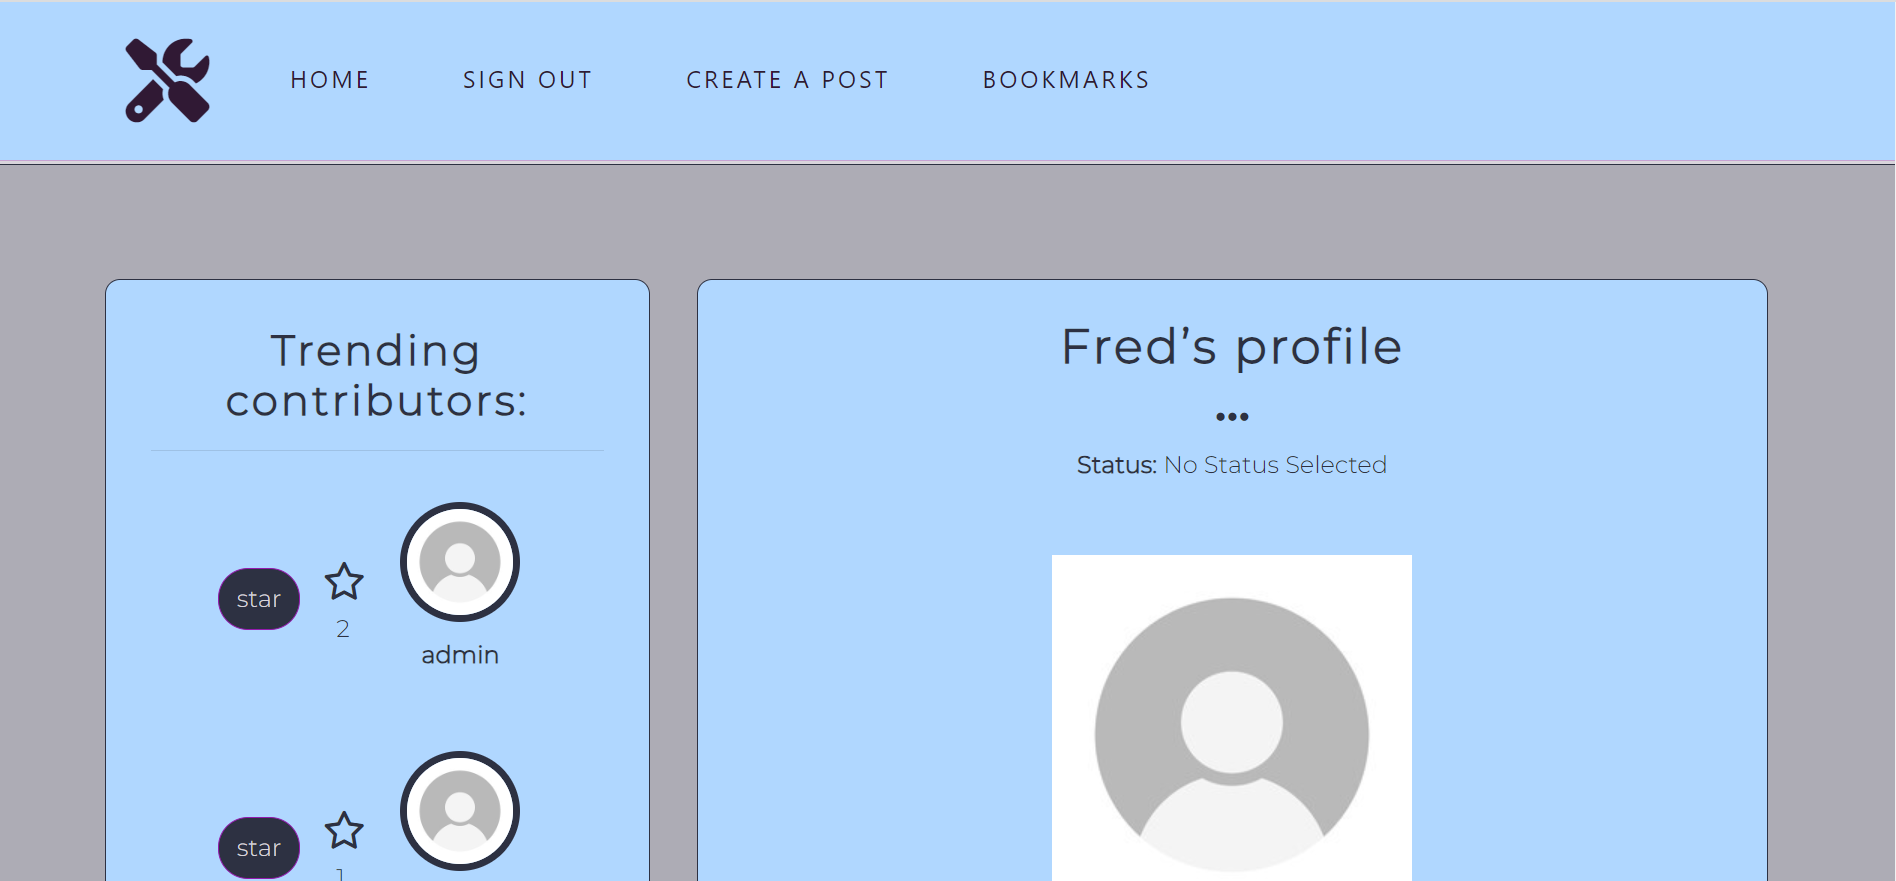 HOME SIGN OUT CREATE A POST BOOKMARKS
Trending
contributors:
star
2
admin
star
1
Fred’s profile
•••
Status: No Status Selected